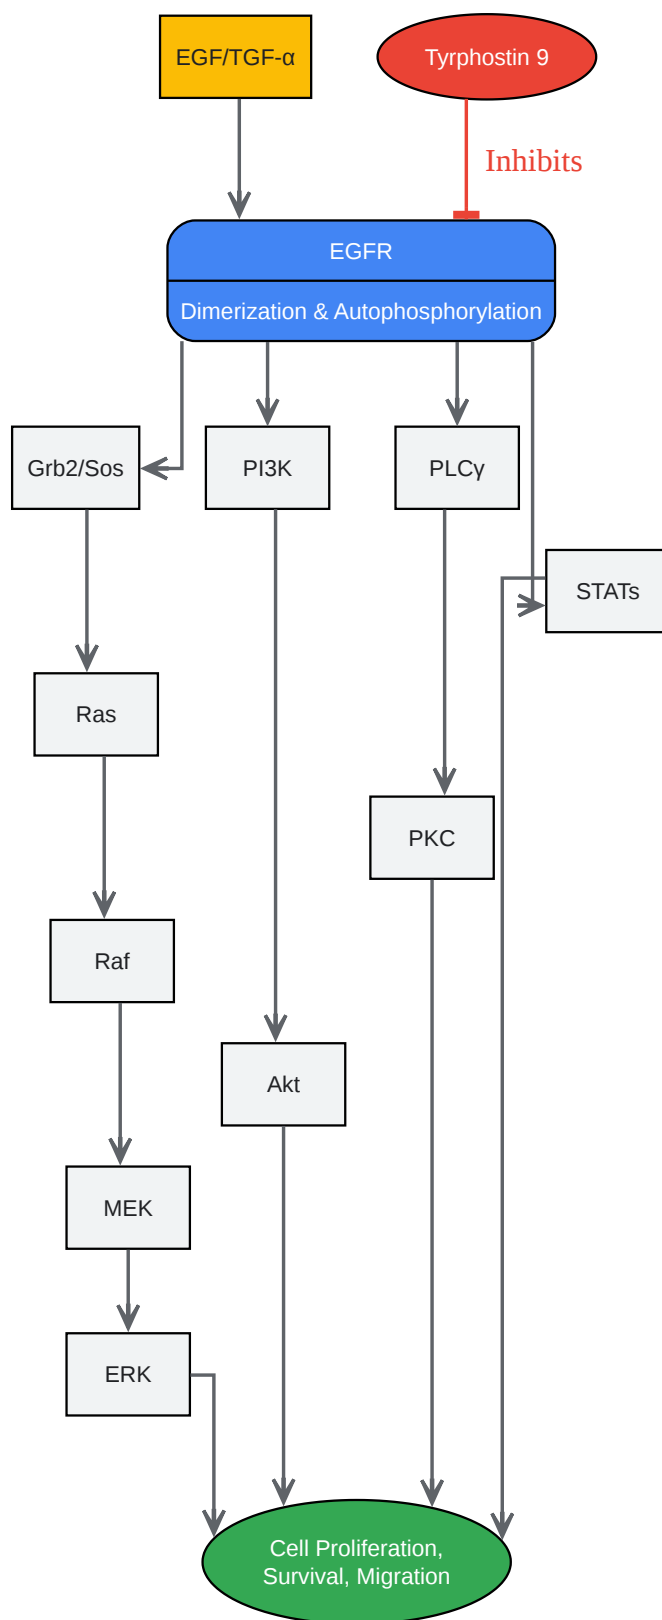 EGF/TGF-α
Tyrphostin 9
Inhibits
EGFR
Dimerization & Autophosphorylation
Grb2/Sos
PI3K
PLCγ
STATs
Ras
PKC
Raf
Akt
MEK
ERK
Cell Proliferation,
Survival, Migration